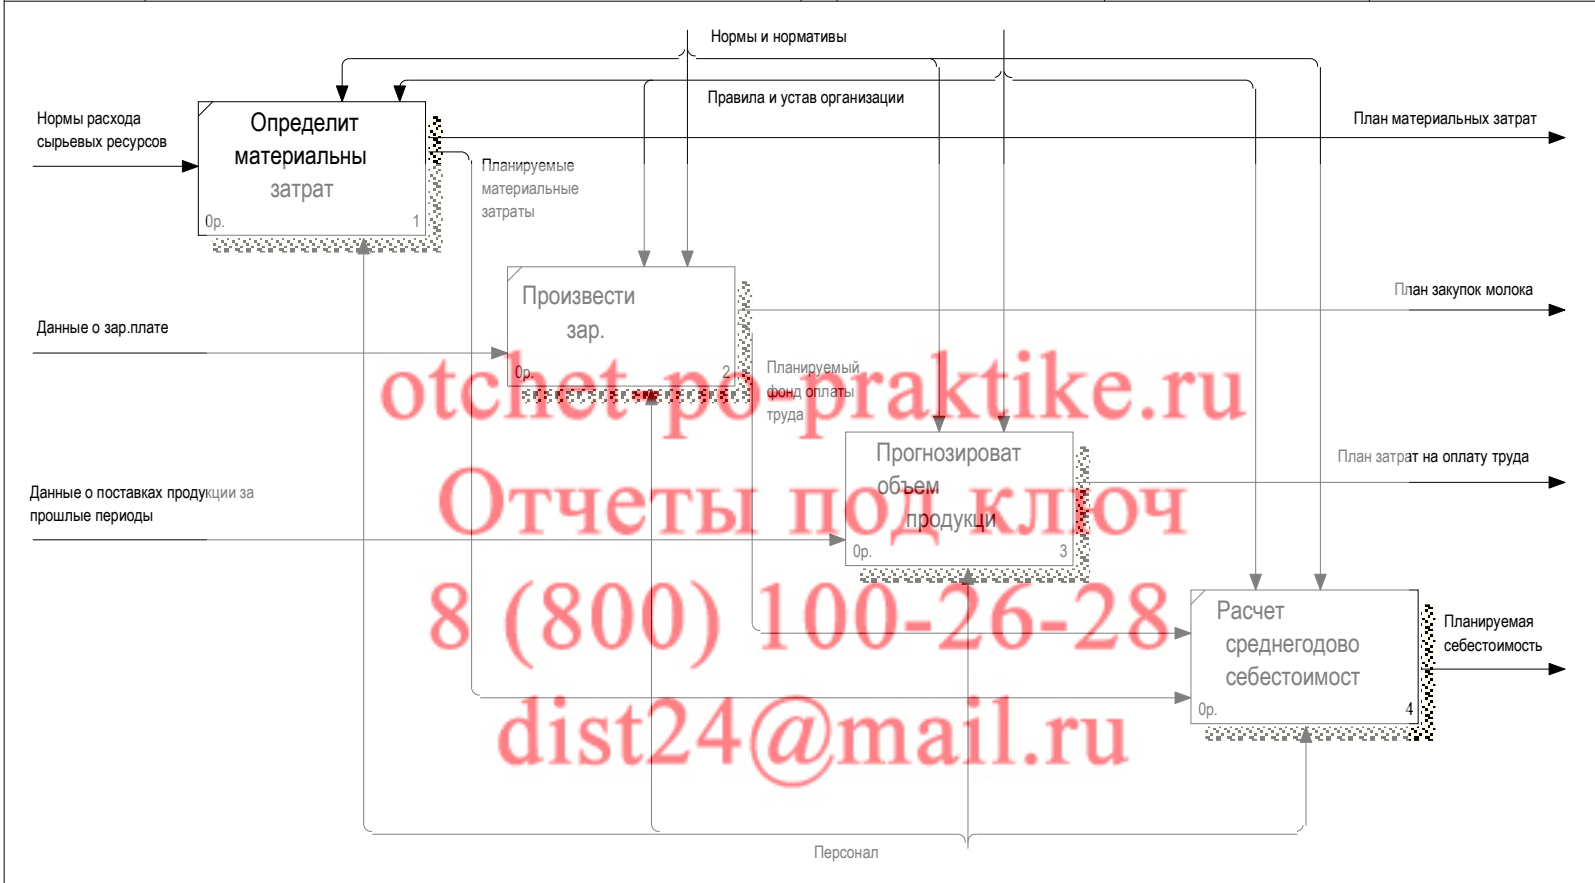 Нормы и нормативы
Правила и устав организации
Нормы расхода
сырьевых ресурсов
Определит
материальны
затрат
0р.
1
План материальных затрат
Планируемые
материальные
затраты
Произвести
зар.
0р.
2
План закупок молока
Данные о зар.плате
Планируемый
фонд оплаты
труда
otchet-po-praktike.ru
Прогнозироват
объем
продукци
0р.
3
План затрат на оплату труда
Данные о поставках продукции за
прошлые периоды
Отчеты под ключ
8 (800) 100-26-28
Расчет
среднегодово
себестоимост
0р.
4
Планируемая
себестоимость
dist24@mail.ru
Персонал